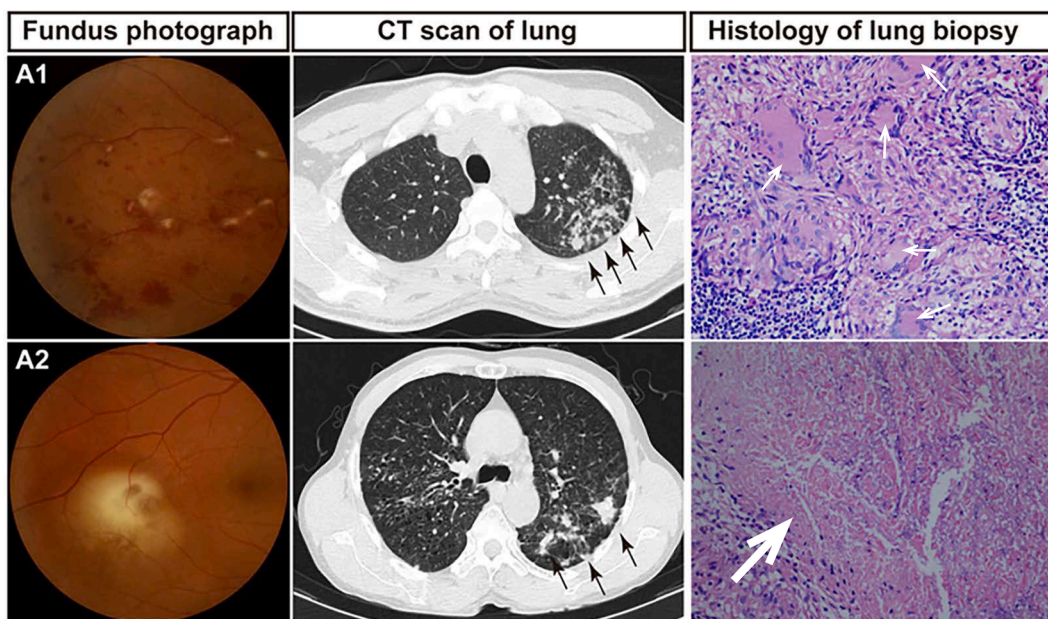 Fundus photograph
CT scan of lung
Histology of lung biopsy
A1
A2